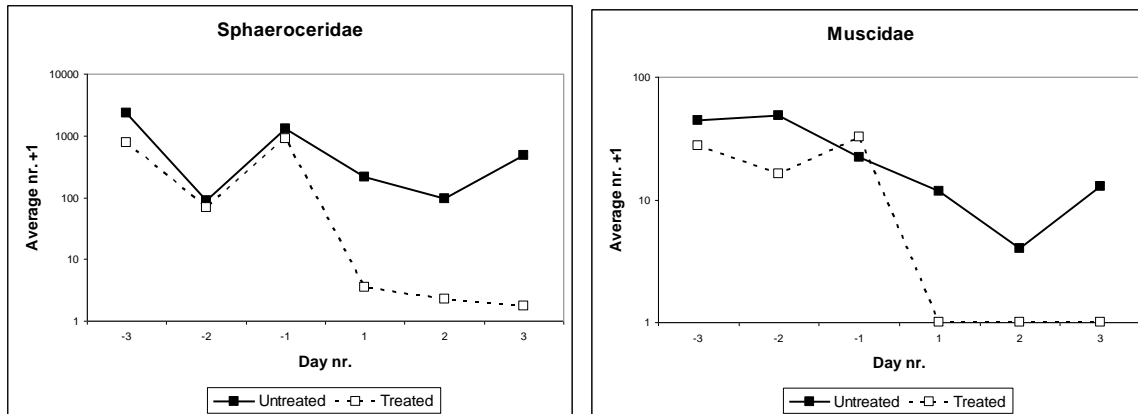 Sphaeroceridae
10000
1000
100
10
1
Average nr. +1
-3 -2 -1 1 2 3
Day nr.
Untreated Treated
Muscidae
100
10
1
Average nr. +1
-3 -2 -1 1 2 3
Day nr.
Untreated Treated